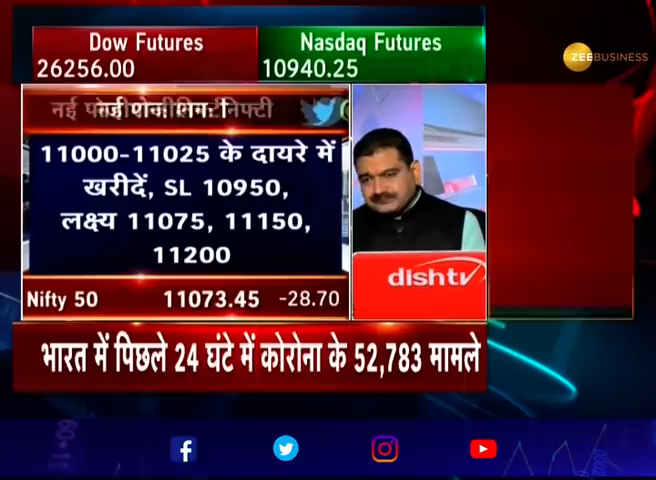 Dow Futures
26256.00
Nasdaq Futures
10940.25
ZEE BUSINESS
11000-11025 के दायरे में
खरीदें, SL 10950,
लक्ष्य 11075, 11150,
11200
dishtv
Nifty 50 11073.45 -28.70
भारत में पिछले 24 घंटे में कोरोना के 52,783 मामले